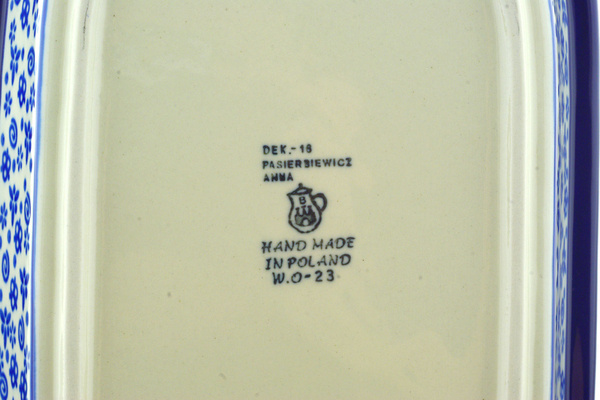 DEK.-16
PASIERBIEWICZ
ANNA
B
HAND MADE
IN POLAND
W.O-23